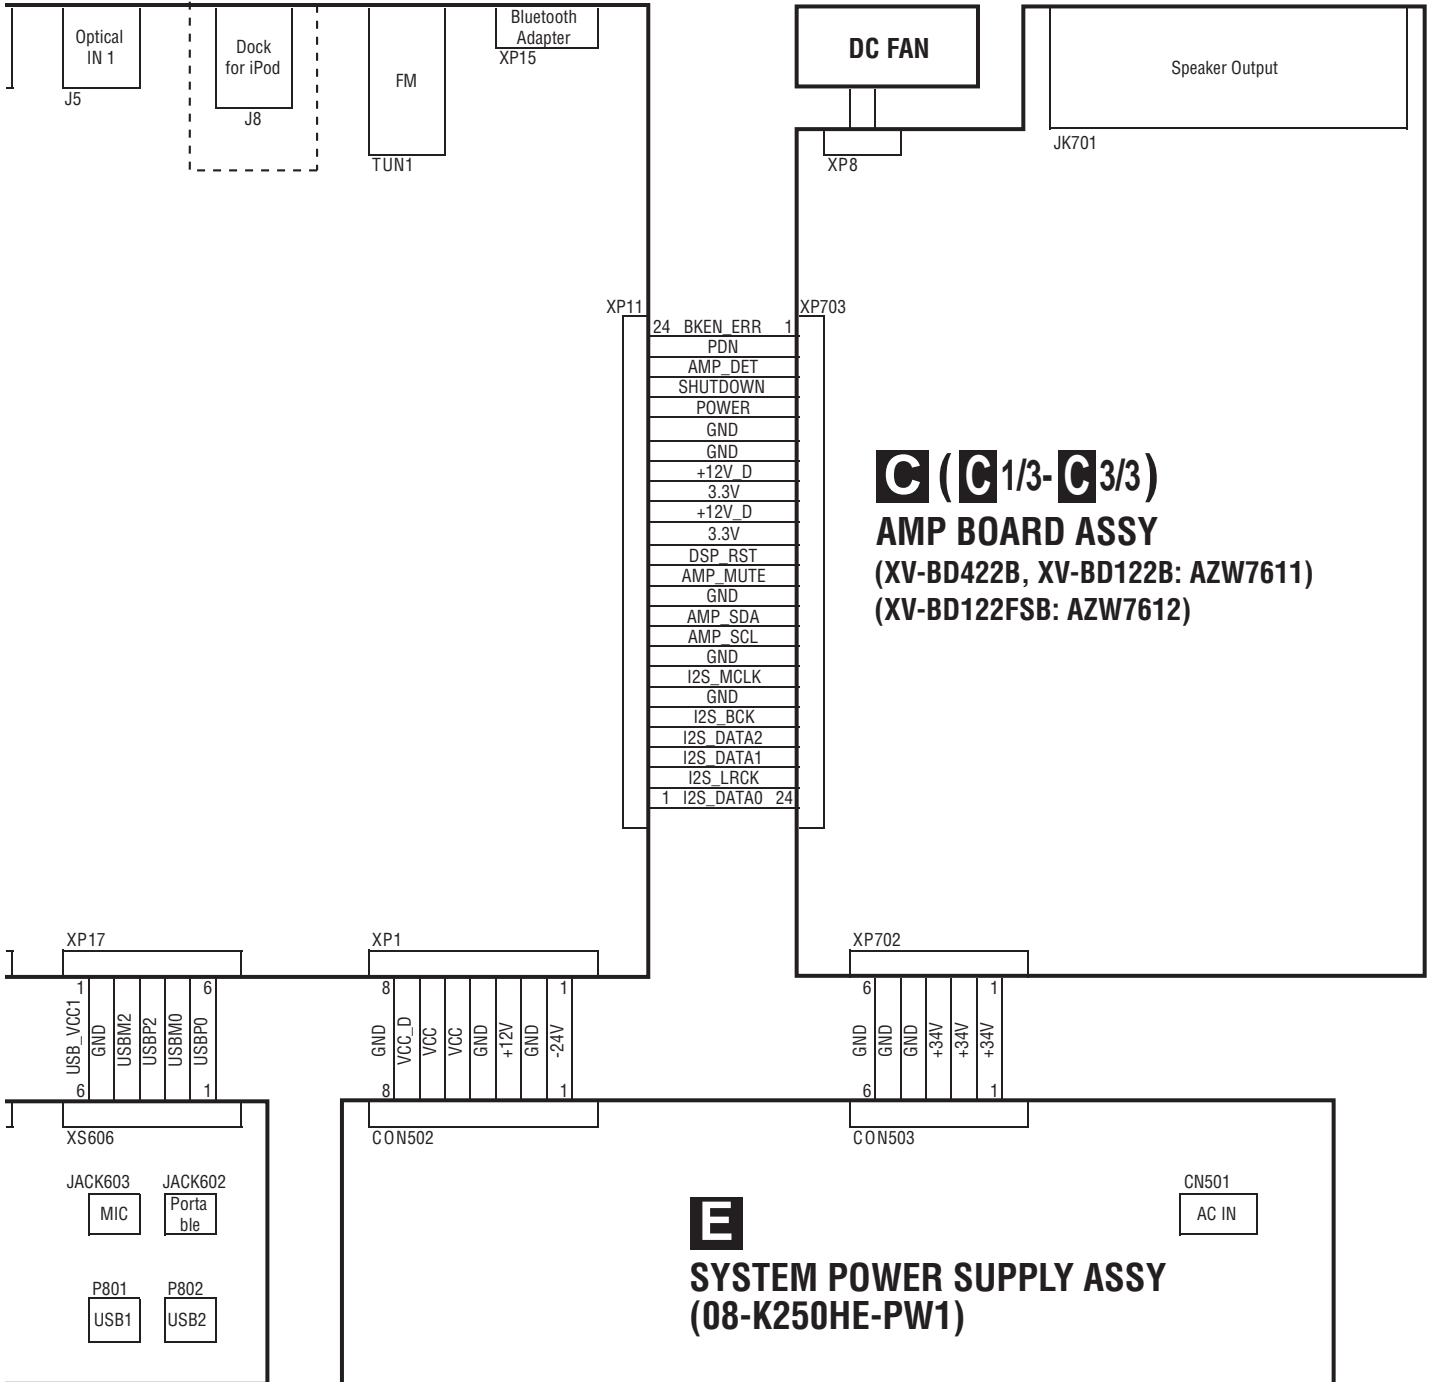 Optical
IN 1
J5
Dock
for iPod
J8
FM
TUN1
Bluetooth
Adapter
XP15
DC FAN
XP8
Speaker Output
JK701
XP11
XP703
24 BKEN_ERR 1
PDN
AMP_DET
SHUTDOWN
POWER
GND
GND
+12V_D
3.3V
+12V_D
3.3V
DSP_RST
AMP_MUTE
GND
AMP_SDA
AMP_SCL
GND
I2S_MCLK
GND
I2S_BCK
I2S_DATA2
I2S_DATA1
I2S_LRCK
1 I2S_DATA0 24
C ( C 1/3- C 3/3 )
AMP BOARD ASSY
(XV-BD422B, XV-BD122B: AZW7611)
(XV-BD122FSB: AZW7612)
XP17
1 6
USB_VCC1
GND
USBM2
USBP2
USBM0
USBP0
6 1
XS606
XP1
8 1
GND
VCC_D
VCC
VCC
GND
+12V
GND
-24V
8 1
CON502
XP702
6 1
GND
GND
GND
+34V
+34V
+34V
6 1
CON503
JACK603
MIC
JACK602
Porta
ble
P801
USB1
P802
USB2
CN501
AC IN
E
SYSTEM POWER SUPPLY ASSY
(08-K250HE-PW1)